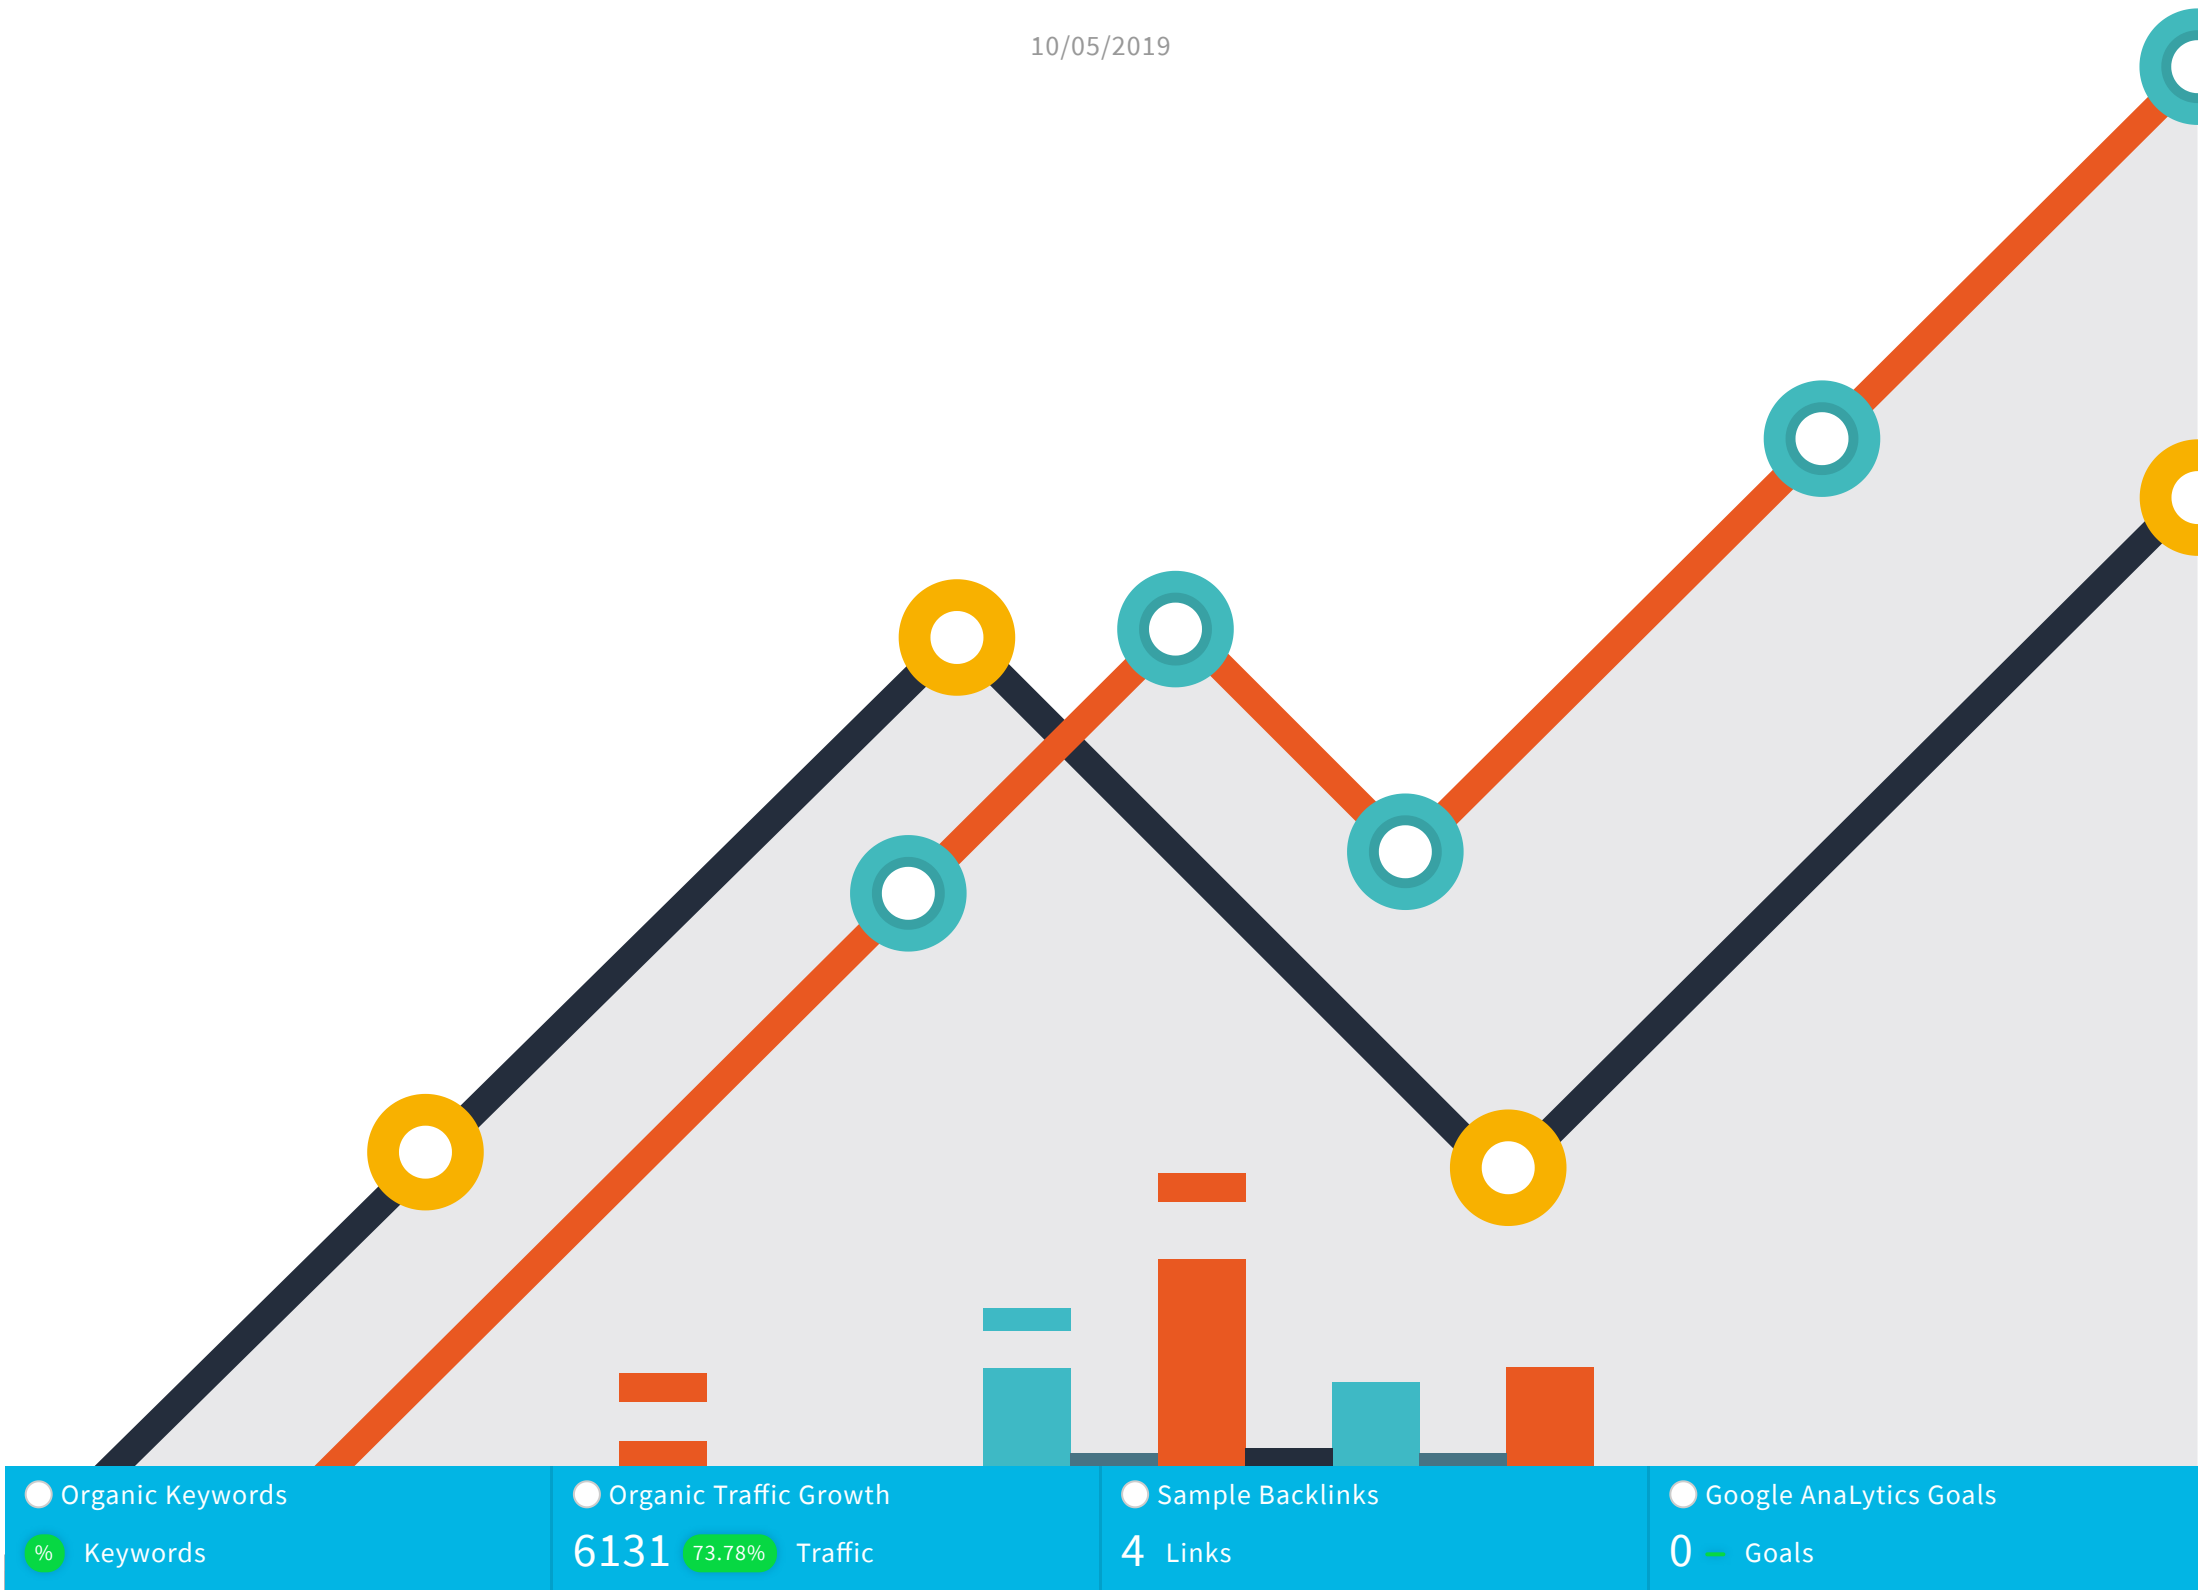 10/05/2019
Organic Keywords
% Keywords
Organic Traffic Growth
6131 73.78% Traffic
Sample Backlinks
4 Links
Google AnaLytics Goals
0 – Goals